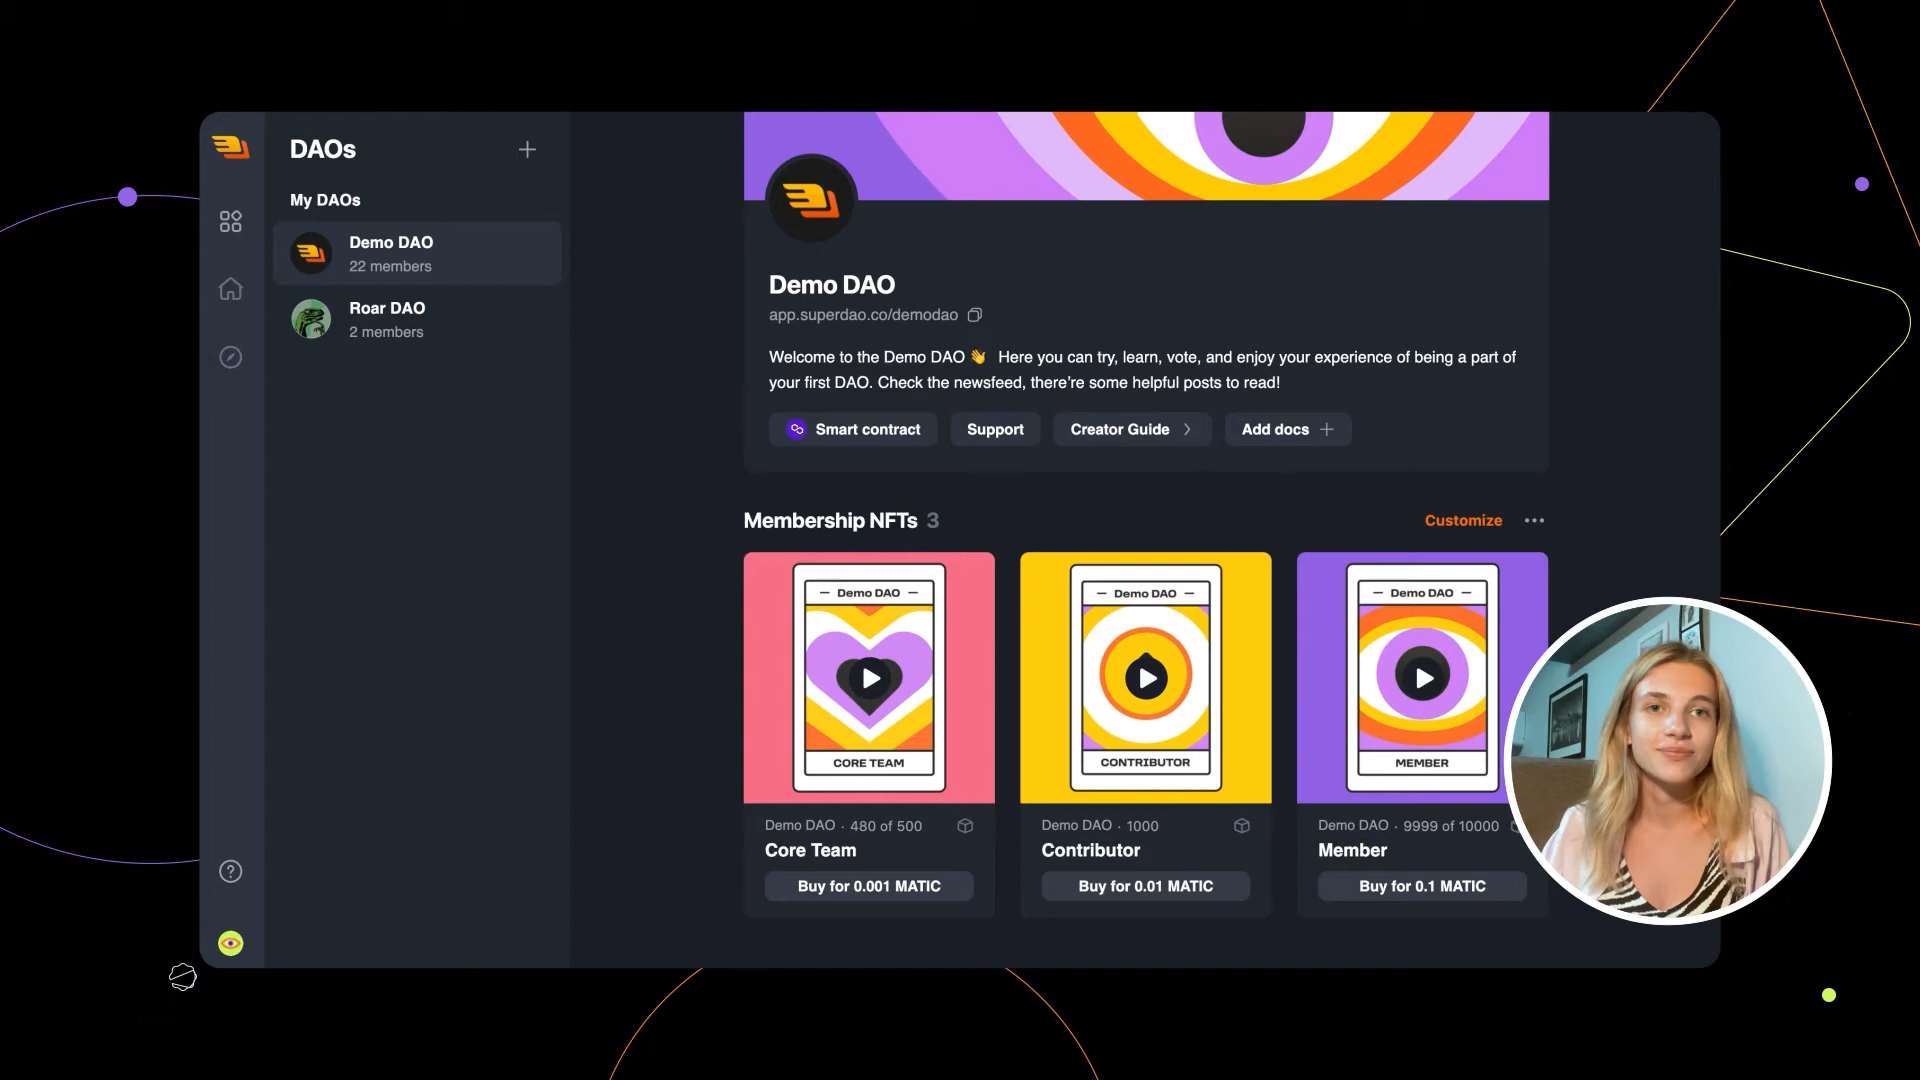 DAOs
My DAOs
Demo DAO
22 members
Roar DAO
2 members
Demo DAO
app.superdao.co/demodao
Welcome to the Demo DAO 👋 Here you can try, learn, vote, and enjoy your experience of being a part of
your first DAO. Check the newsfeed, there're some helpful posts to read!
Smart contract
Support
Creator Guide
Add docs
Membership NFTs 3
Customize
Demo DAO
CORE TEAM
Demo DAO · 480 of 500
Core Team
Buy for 0.001 MATIC
Demo DAO
CONTRIBUTOR
Demo DAO · 1000
Contributor
Buy for 0.01 MATIC
Demo DAO
MEMBER
Demo DAO · 9999 of 10000
Member
Buy for 0.1 MATIC